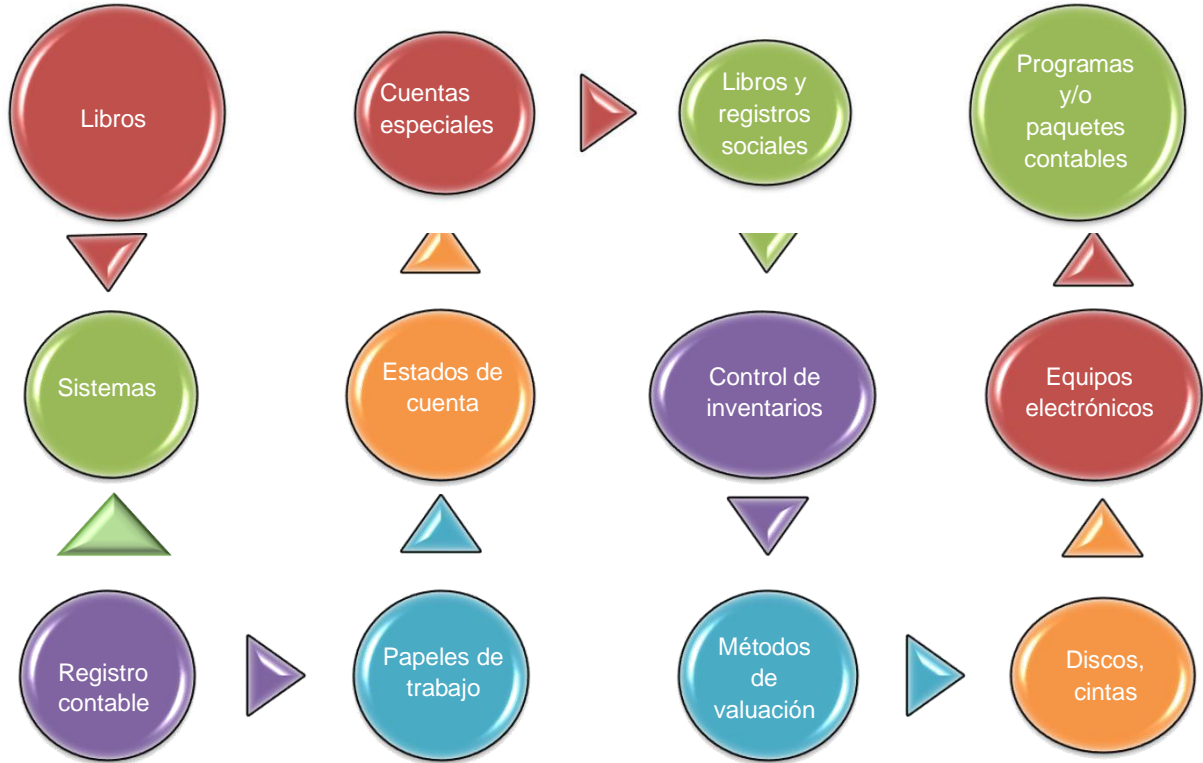 Libros
Cuentas
especiales
Libros y
registros
sociales
Programas
y/o
paquetes
contables
Sistemas
Estados de
cuenta
Control de
inventarios
Equipos
electrónicos
Registro
contable
Papeles de
trabajo
Métodos
de
valuación
Discos,
cintas